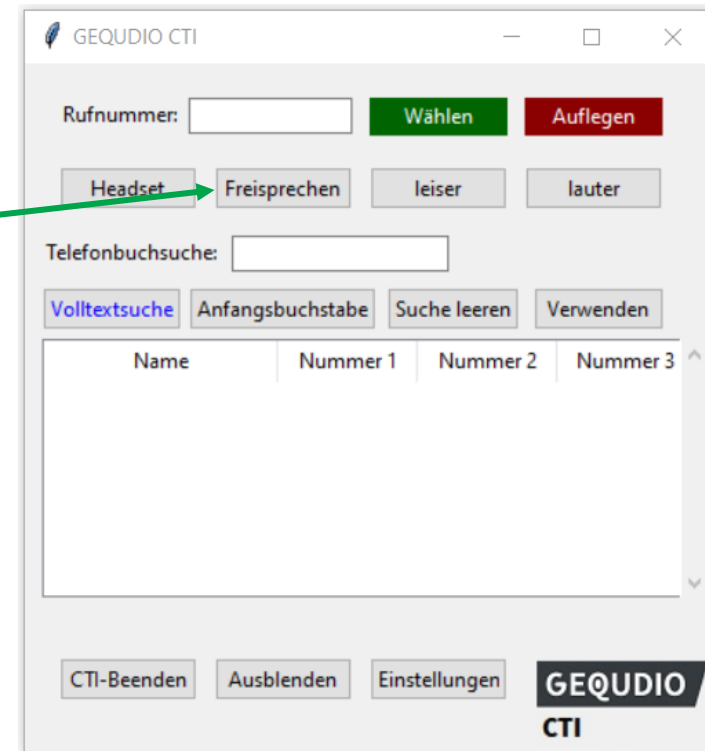 GEQUDIO CTI
Rufnummer: Wählen Auflegen
Headset Freisprechen leiser lauter
Telefonbuchsuche:
Volltextsuche Anfangsbuchstabe Suche leeren Verwenden
Name Nummer 1 Nummer 2 Nummer 3
CTI-Beenden Ausblenden Einstellungen GEQUDIO
CTI